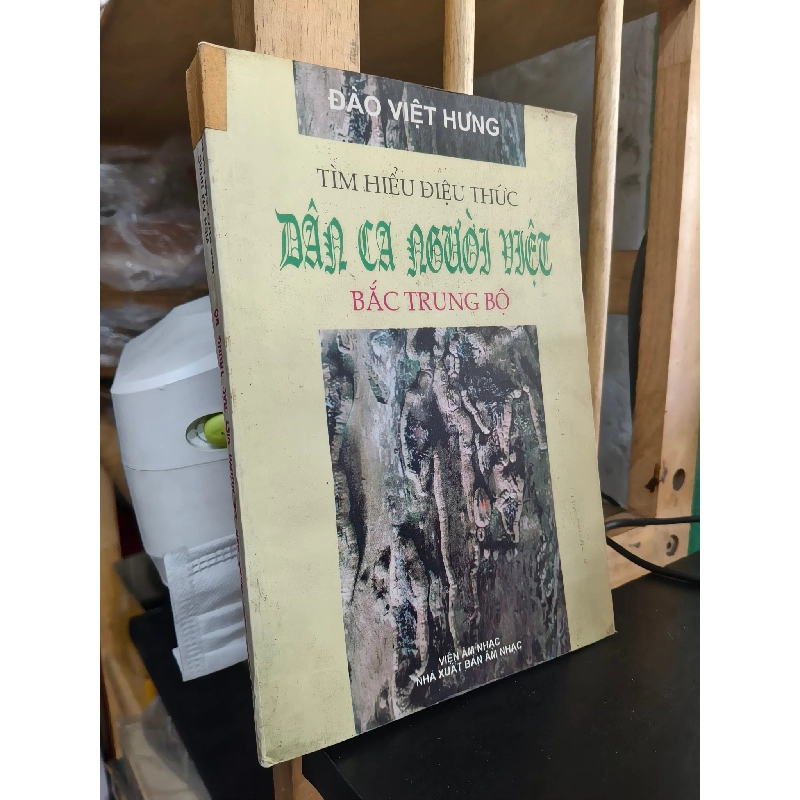 ĐÀO VIỆT HƯNG
TÌM HIỂU ĐIỆU THỨC
DÂN CA NGƯỜI VIỆT
BẮC TRUNG BỘ
VIỆN ÂM NHẠC
NHÀ XUẤT BẢN ÂM NHẠC